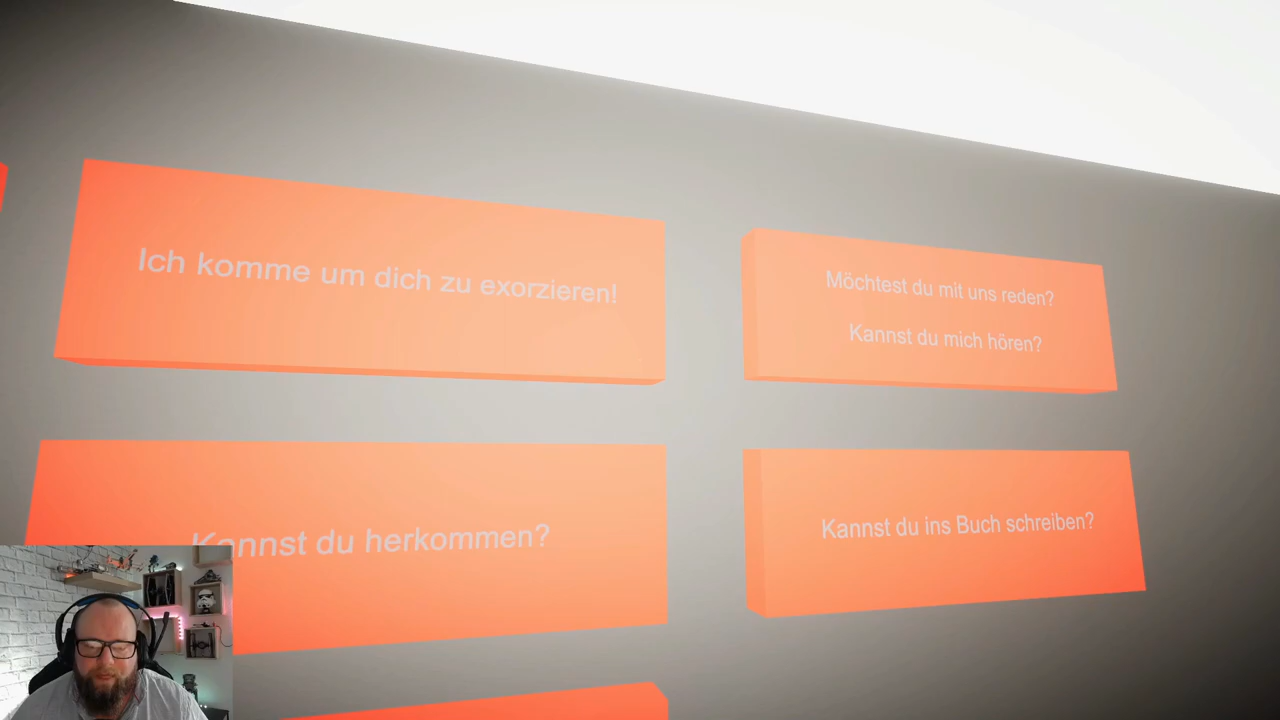 Ich komme um dich zu exorzieren!
Möchtest du mit uns reden?
Kannst du mich hören?
Kannst du herkommen?
Kannst du ins Buch schreiben?